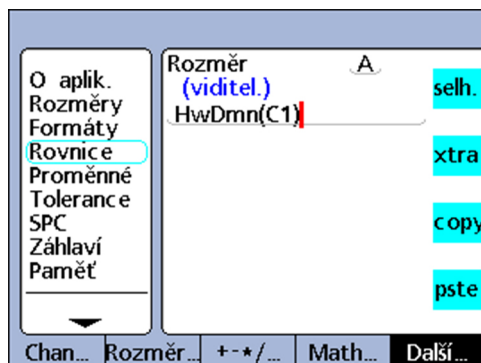 O aplik.
Rozměry
Formáty
Rovnice
Proměnné
Tolerance
SPC
Záhlaví
Paměť
Rozměr A
(viditel.)
HwDmn(C1)
selh.
xtra
copy
pste
Chan... Rozměr... +-*/... Math... Další...